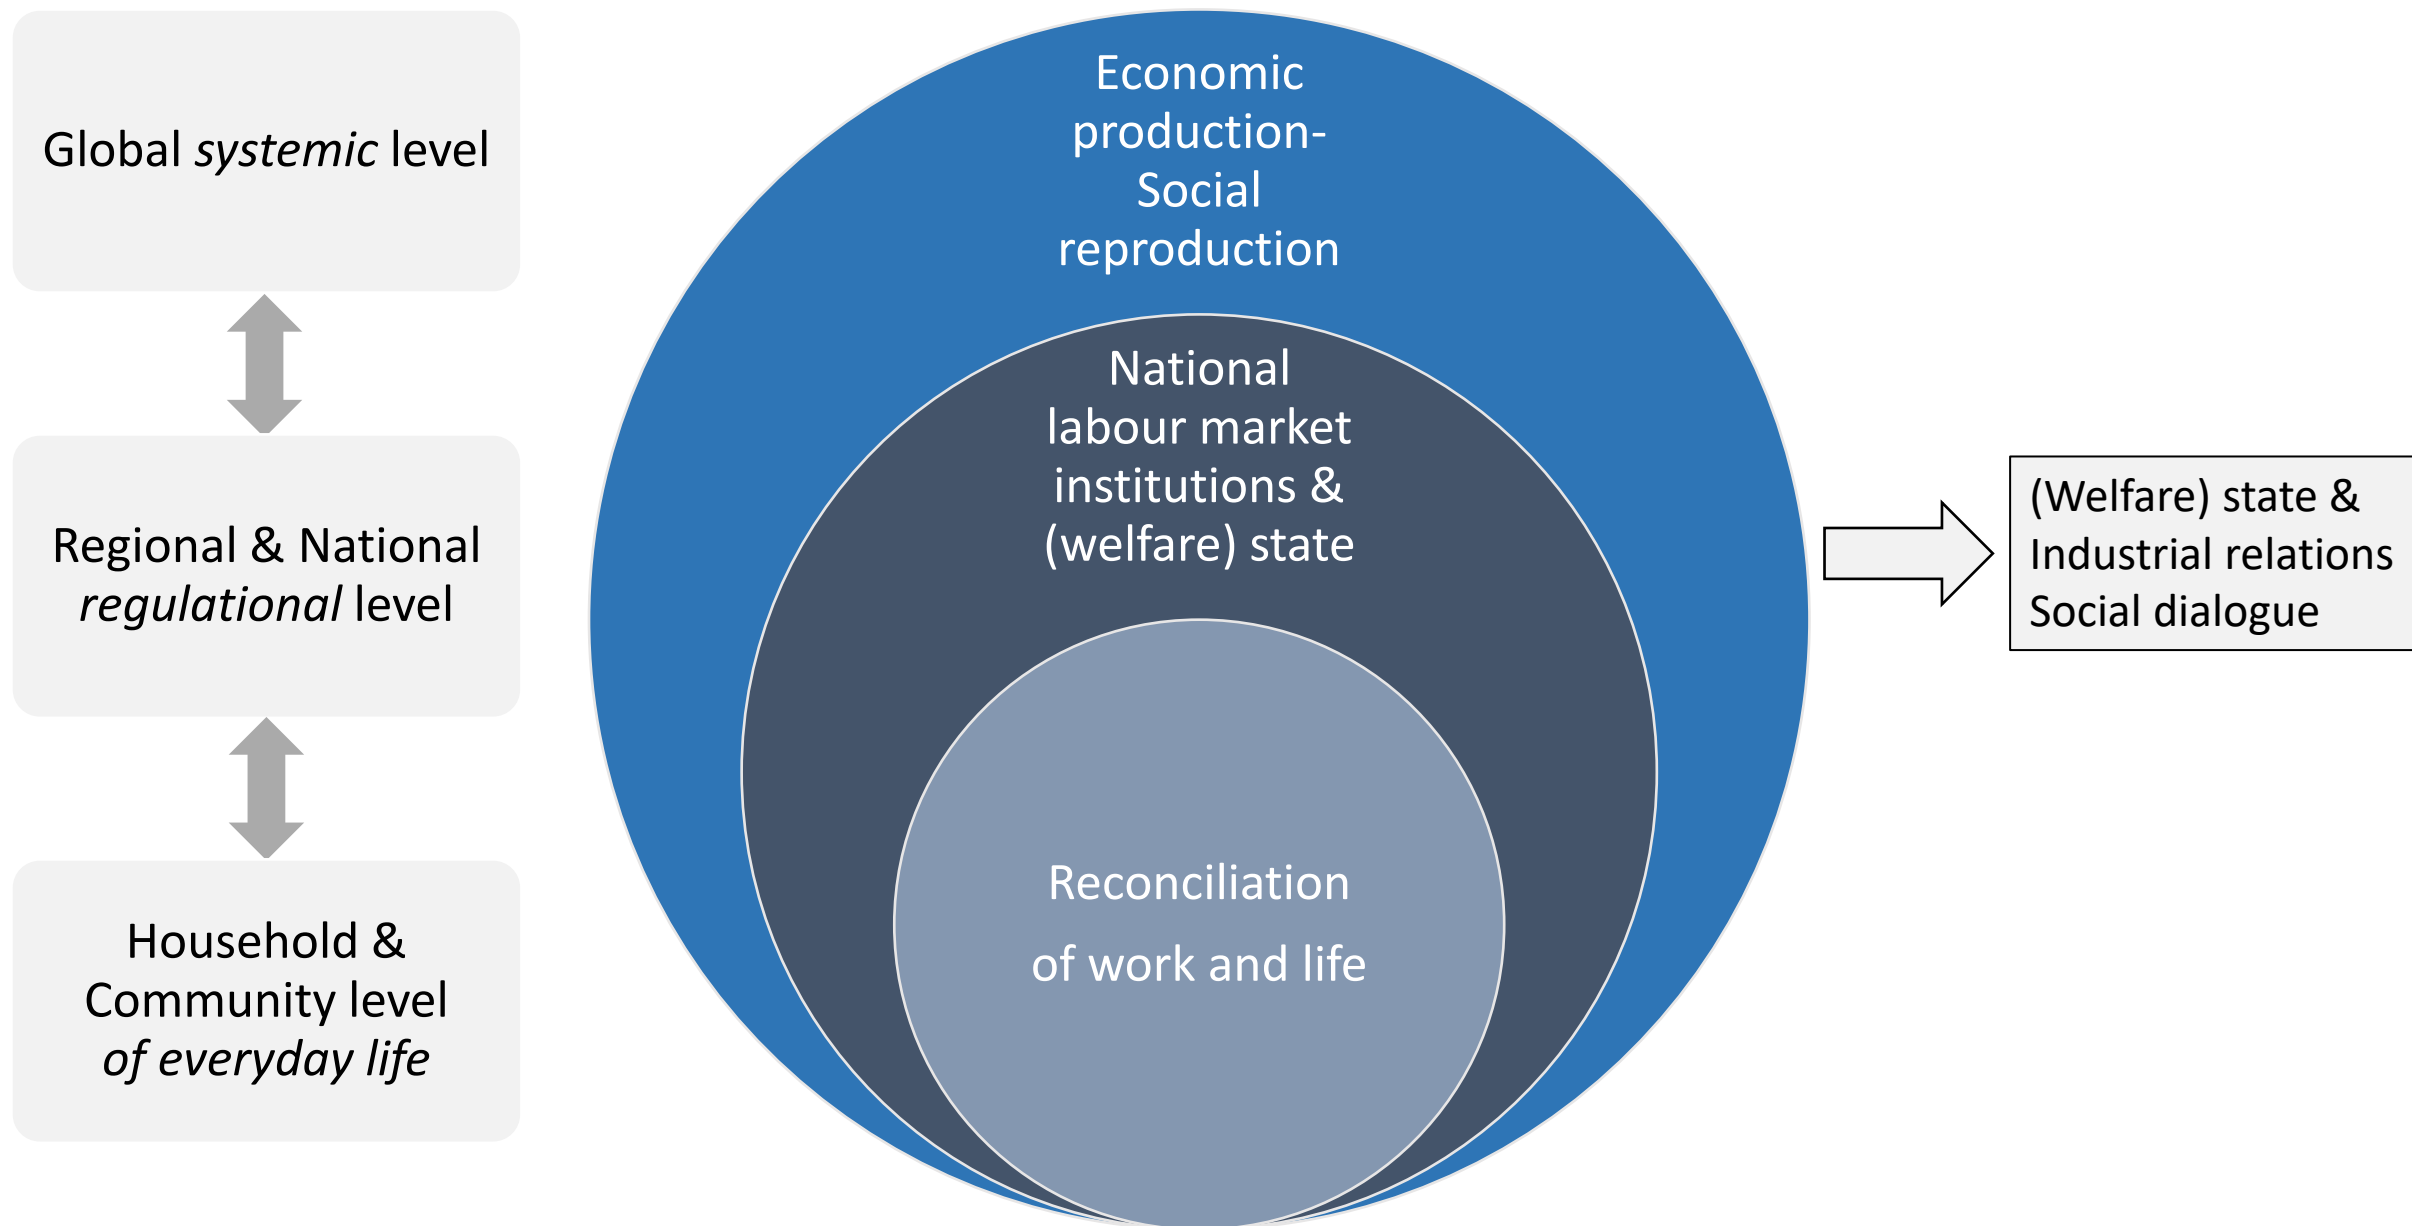 Global systemic level
Regional & National
regulational level
Household &
Community level
of everyday life
Economic
production-
Social
reproduction
National
labour market
institutions &
(welfare) state
Reconciliation
of work and life
(Welfare) state &
Industrial relations
Social dialogue